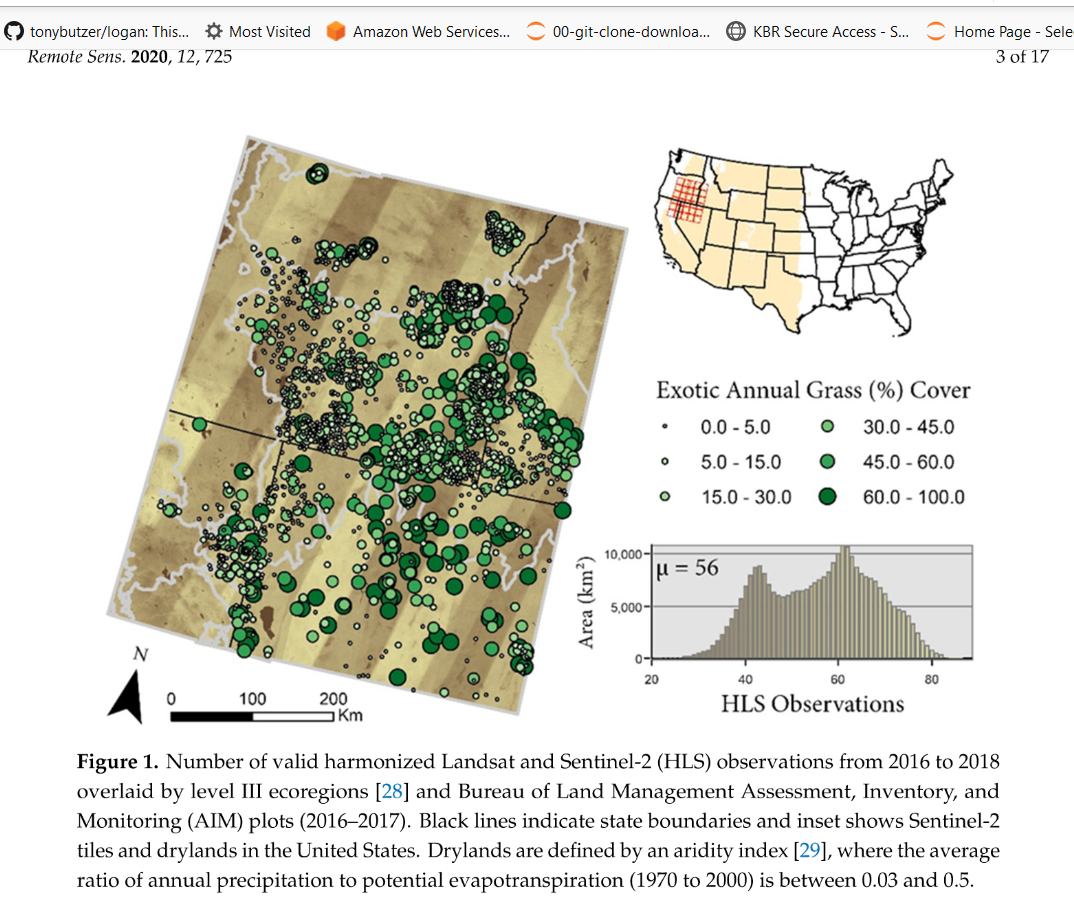 tonybutzer/logan: This... Most Visited Amazon Web Services... 00-git-clone-downloa... KBR Secure Access - S... Home Page - Sele
Remote Sens. 2020, 12, 725 3 of 17
Exotic Annual Grass (%) Cover
0.0 - 5.0 30.0 - 45.0
5.0 - 15.0 45.0 - 60.0
15.0 - 30.0 60.0 - 100.0
10,000
μ = 56
5,000
0
Area (km²)
20 40 60 80
HLS Observations
N
0 100 200
Km
Figure 1. Number of valid harmonized Landsat and Sentinel-2 (HLS) observations from 2016 to 2018
overlaid by level III ecoregions [28] and Bureau of Land Management Assessment, Inventory, and
Monitoring (AIM) plots (2016–2017). Black lines indicate state boundaries and inset shows Sentinel-2
tiles and drylands in the United States. Drylands are defined by an aridity index [29], where the average
ratio of annual precipitation to potential evapotranspiration (1970 to 2000) is between 0.03 and 0.5.